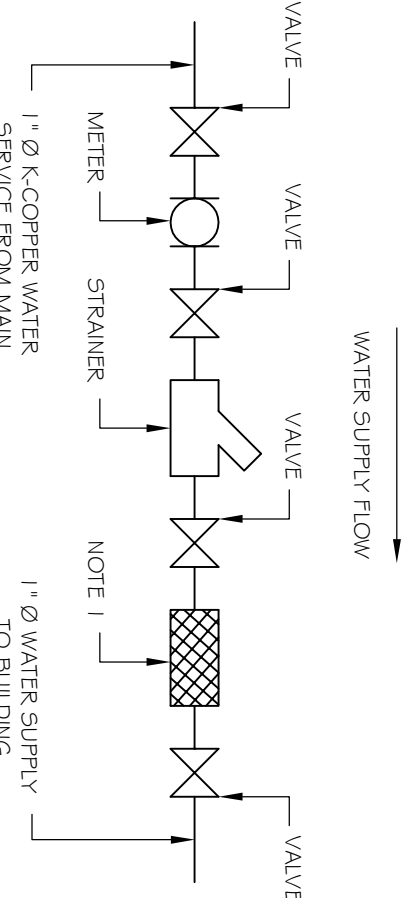 WATER SUPPLY FLOW
VALVE
VALVE
VALVE
VALVE
METER
STRAINER
NOTE 1
1" Ø K-COPPER WATER
SERVICE FROM MAIN
1" Ø WATER SUPPLY
TO BUILDING